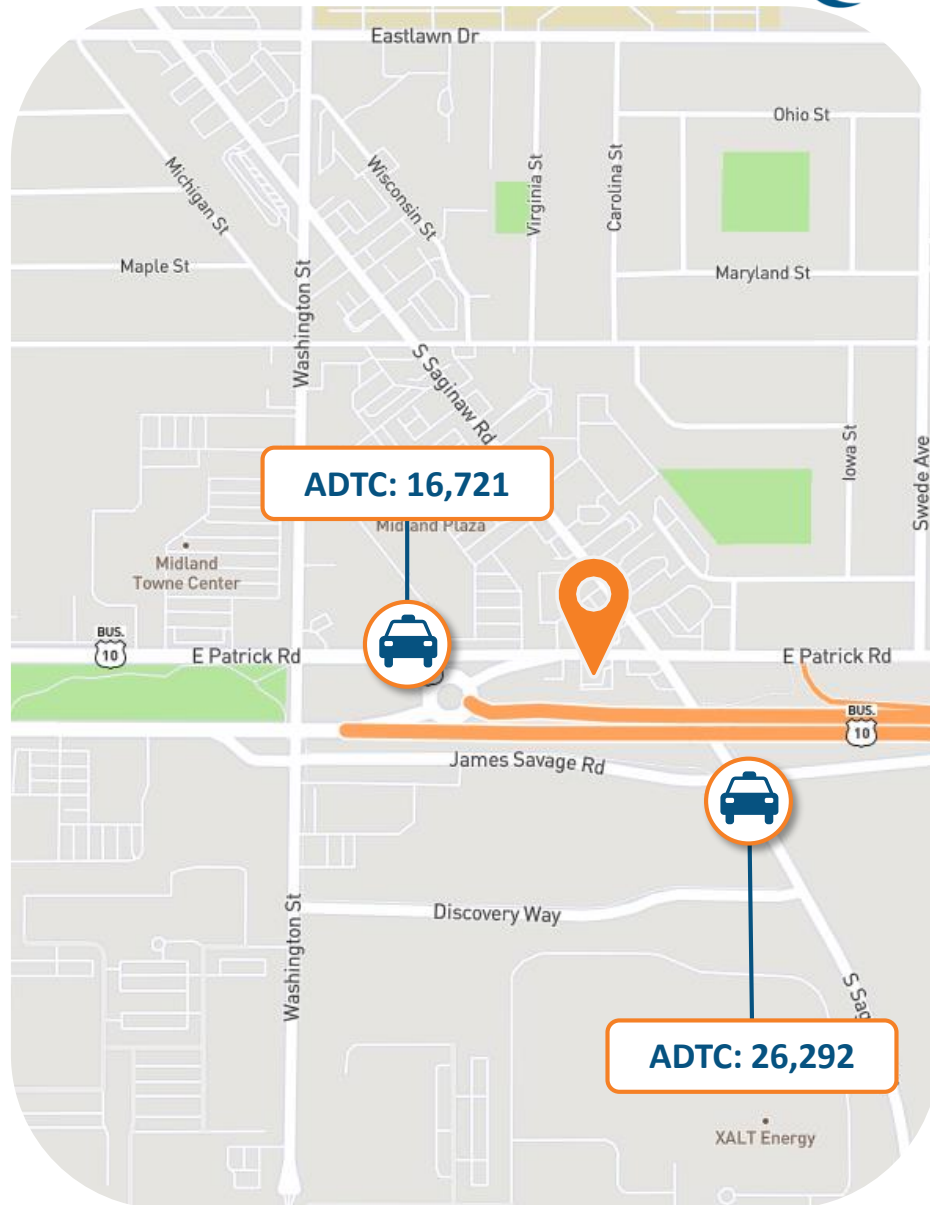 Eastlawn Dr
Ohio St
Michigan St
Wisconsin St
Virginia St
Carolina St
Maple St
Maryland St
Washington St
S Saginaw Rd
Iowa St
Swede Ave
ADTC: 16,721
Midland Plaza
Midland
Towne Center
BUS.
10
E Patrick Rd
E Patrick Rd
BUS.
10
James Savage Rd
Discovery Way
Washington St
S Sag
ADTC: 26,292
XALT Energy